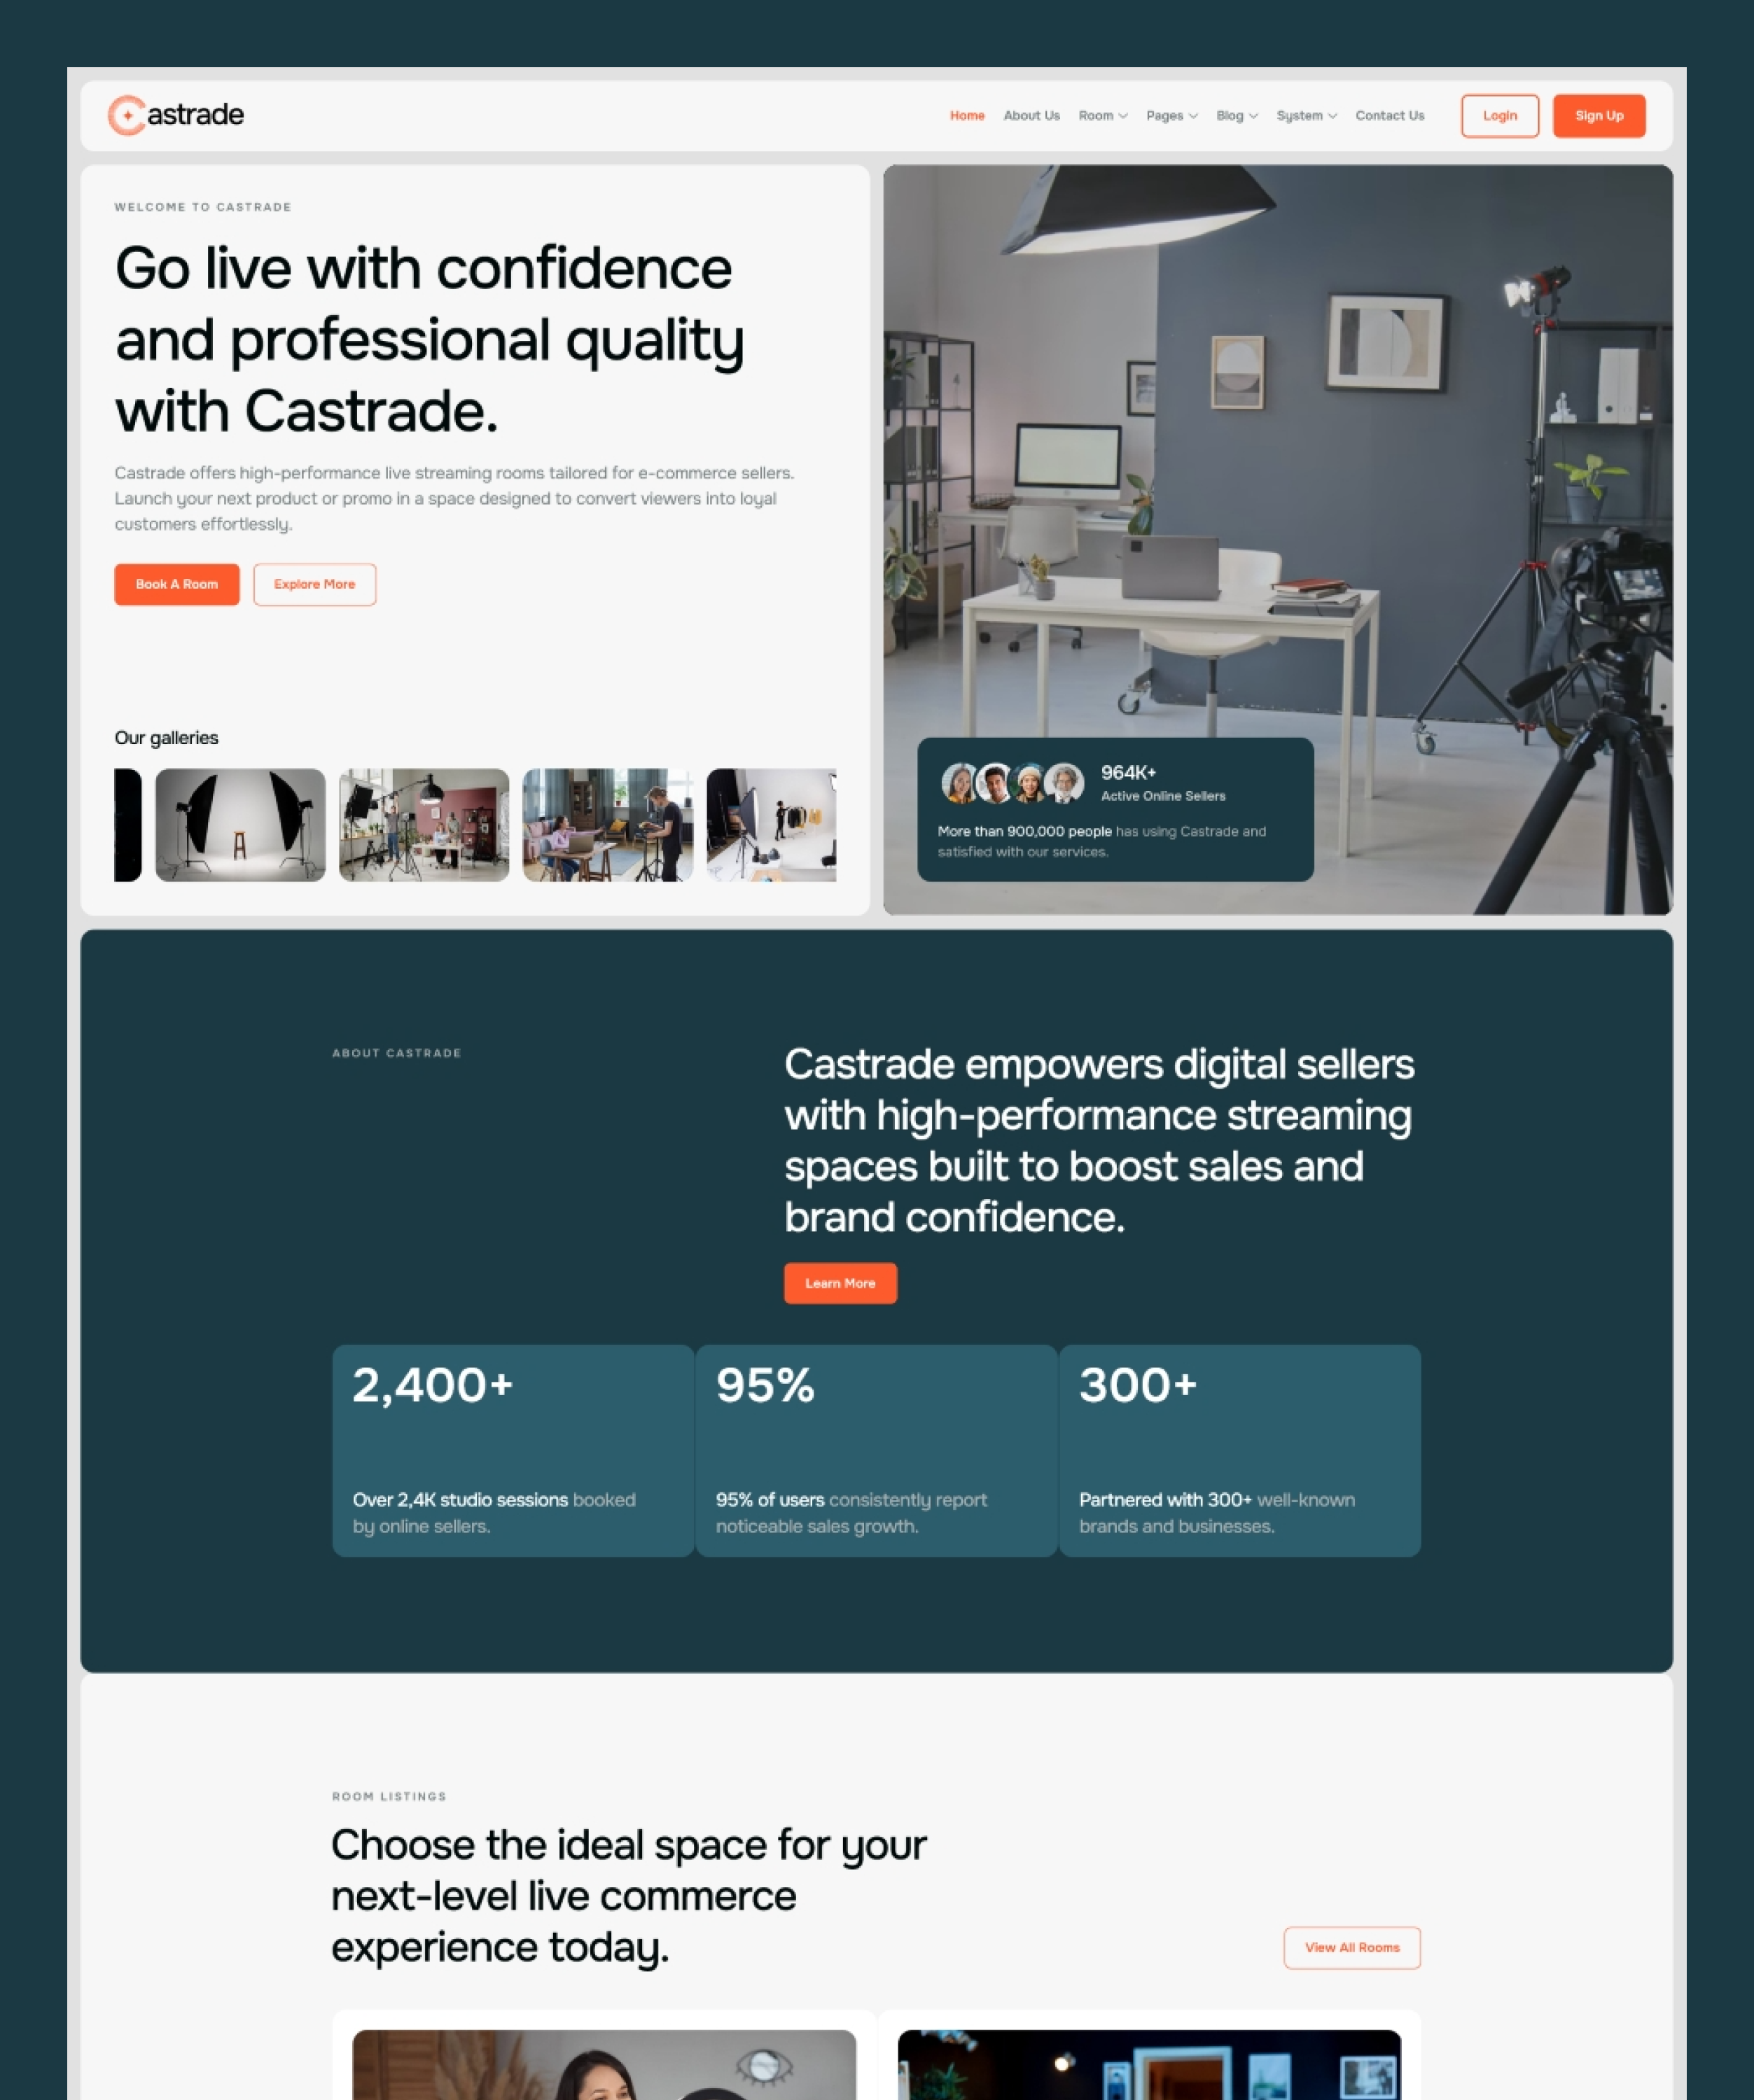 Castrade
Home About Us Room Pages Blog System Contact Us Login Sign Up
WELCOME TO CASTRADE
Go live with confidence
and professional quality
with Castrade.
Castrade offers high-performance live streaming rooms tailored for e-commerce sellers.
Launch your next product or promo in a space designed to convert viewers into loyal
customers effortlessly.
Book A Room Explore More
Our galleries
964K+
Active Online Sellers
More than 900,000 people has using Castrade and
satisfied with our services.
ABOUT CASTRADE
Castrade empowers digital sellers
with high-performance streaming
spaces built to boost sales and
brand confidence.
Learn More
2,400+
Over 2,4K studio sessions booked
by online sellers.
95%
95% of users consistently report
noticeable sales growth.
300+
Partnered with 300+ well-known
brands and businesses.
ROOM LISTINGS
Choose the ideal space for your
next-level live commerce
experience today.
View All Rooms